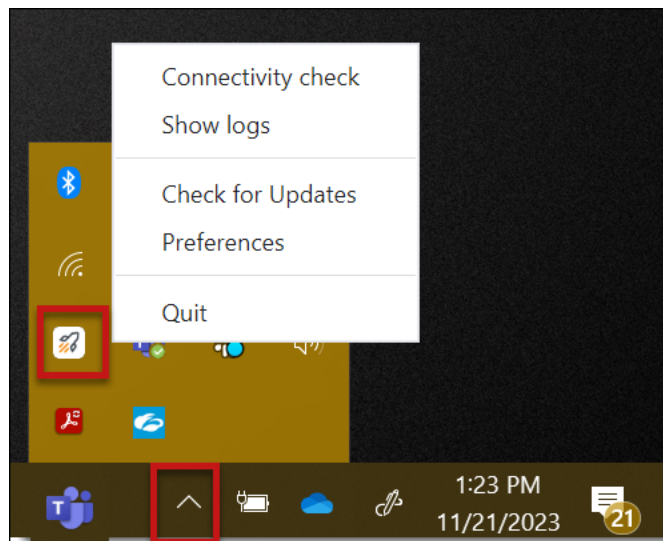 Connectivity check
Show logs
Check for Updates
Preferences
Quit
T
1:23 PM
11/21/2023
21